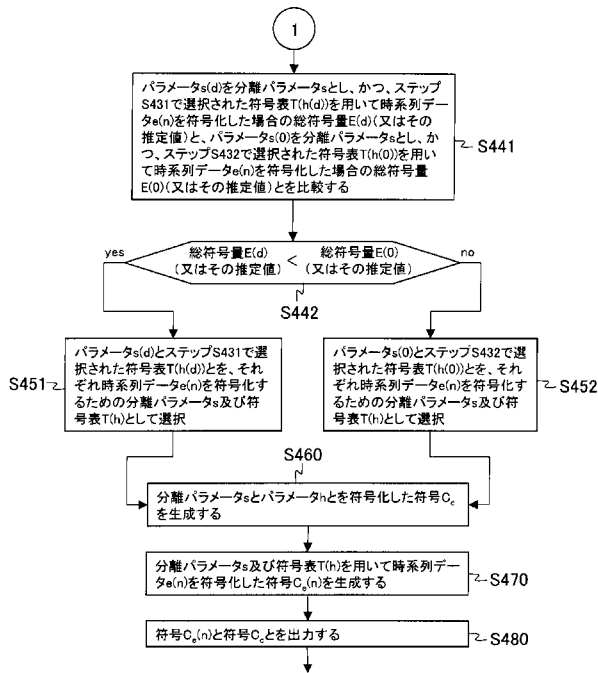 1
パラメータs(d)を分離パラメータsとし、かつ、ステップ
S431で選択された符号表T(h(d))を用いて時系列デー
タe(n)を符号化した場合の総符号量E(d)(又はその
推定値)と、パラメータs(0)を分離パラメータsとし、か
つ、ステップS432で選択された符号表T(h(0))を用い
て時系列データe(n)を符号化した場合の総符号量
E(0)(又はその推定値)とを比較する
S441
yes
総符号量E(d)
(又はその推定値)
<
総符号量E(0)
(又はその推定値)
no
S442
S451
パラメータs(d)とステップS431で選
択された符号表T(h(d))とを、それ
ぞれ時系列データe(n)を符号化す
るための分離パラメータs及び符
号表T(h)として選択
パラメータs(0)とステップS432で選
択された符号表T(h(0))とを、それ
ぞれ時系列データe(n)を符号化す
るための分離パラメータs及び符
号表T(h)として選択
S452
S460
分離パラメータsとパラメータhとを符号化した符号Cc
を生成する
分離パラメータs及び符号表T(h)を用いて時系列デー
タe(n)を符号化した符号Ce(n)を生成する
S470
符号Ce(n)と符号Ccとを出力する
S480